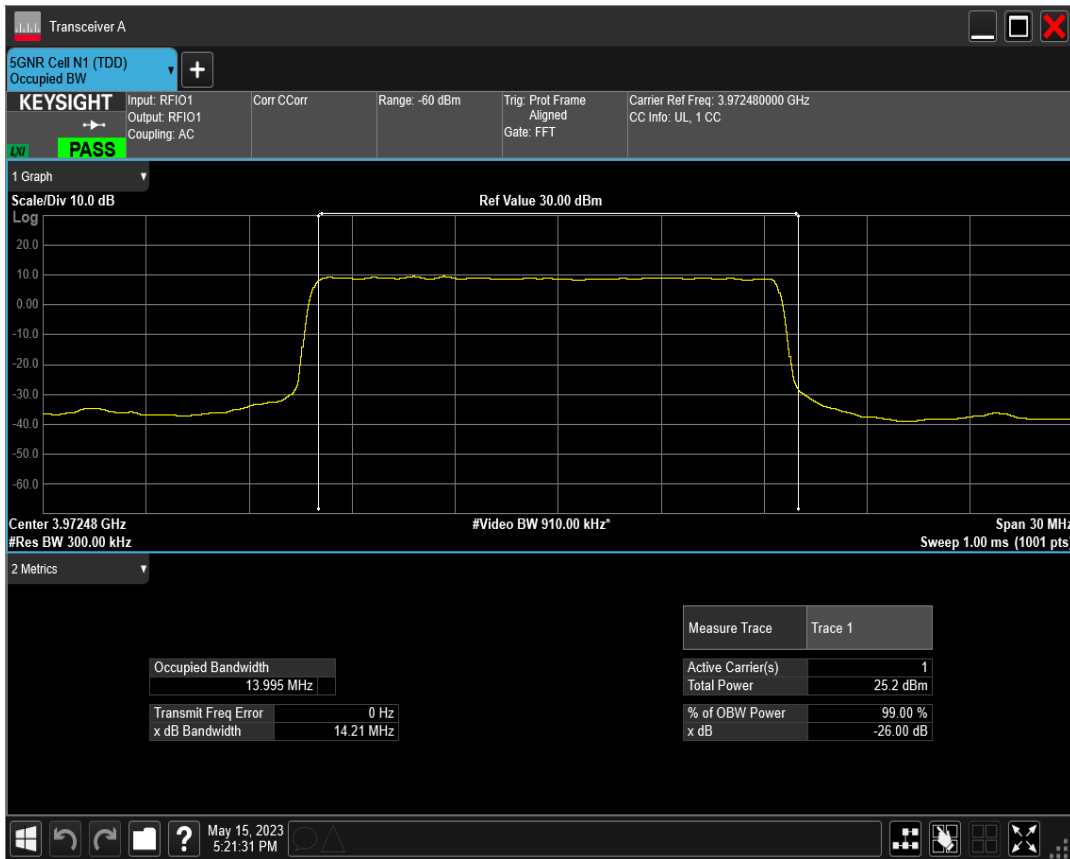 Transceiver A
5GNR Cell N1 (TDD)
Occupied BW
+
KEYSIGHT
LXI
PASS
Input: RFIO1
Output: RFIO1
Coupling: AC
Corr CCorr
Range: -60 dBm
Trig: Prot Frame
Aligned
Gate: FFT
Carrier Ref Freq: 3.972480000 GHz
CC Info: UL, 1 CC
1 Graph
Scale/Div 10.0 dB
Ref Value 30.00 dBm
Log
20.0
10.0
0.00
-10.0
-20.0
-30.0
-40.0
-50.0
-60.0
Center 3.97248 GHz
#Video BW 910.00 kHz*
Span 30 MHz
#Res BW 300.00 kHz
Sweep 1.00 ms (1001 pts)
2 Metrics
Measure Trace Trace 1
Occupied Bandwidth
13.995 MHz
Transmit Freq Error 0 Hz
x dB Bandwidth 14.21 MHz
Active Carrier(s) 1
Total Power 25.2 dBm
% of OBW Power 99.00 %
x dB -26.00 dB
?
May 15, 2023
5:21:31 PM